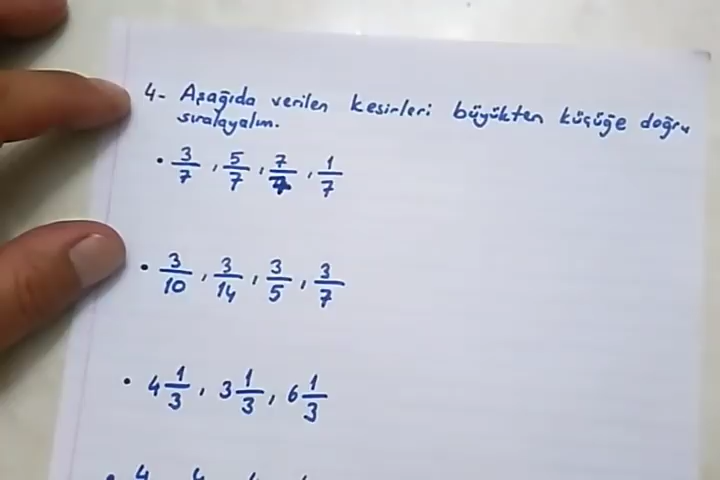 4- Aşağıda verilen kesirleri büyükten küçüğe doğru
sıralayalım.
• 3/7, 5/7, 7/7, 1/7
• 3/10, 3/14, 3/5, 3/7
• 4 1/3, 3 1/3, 6 1/3